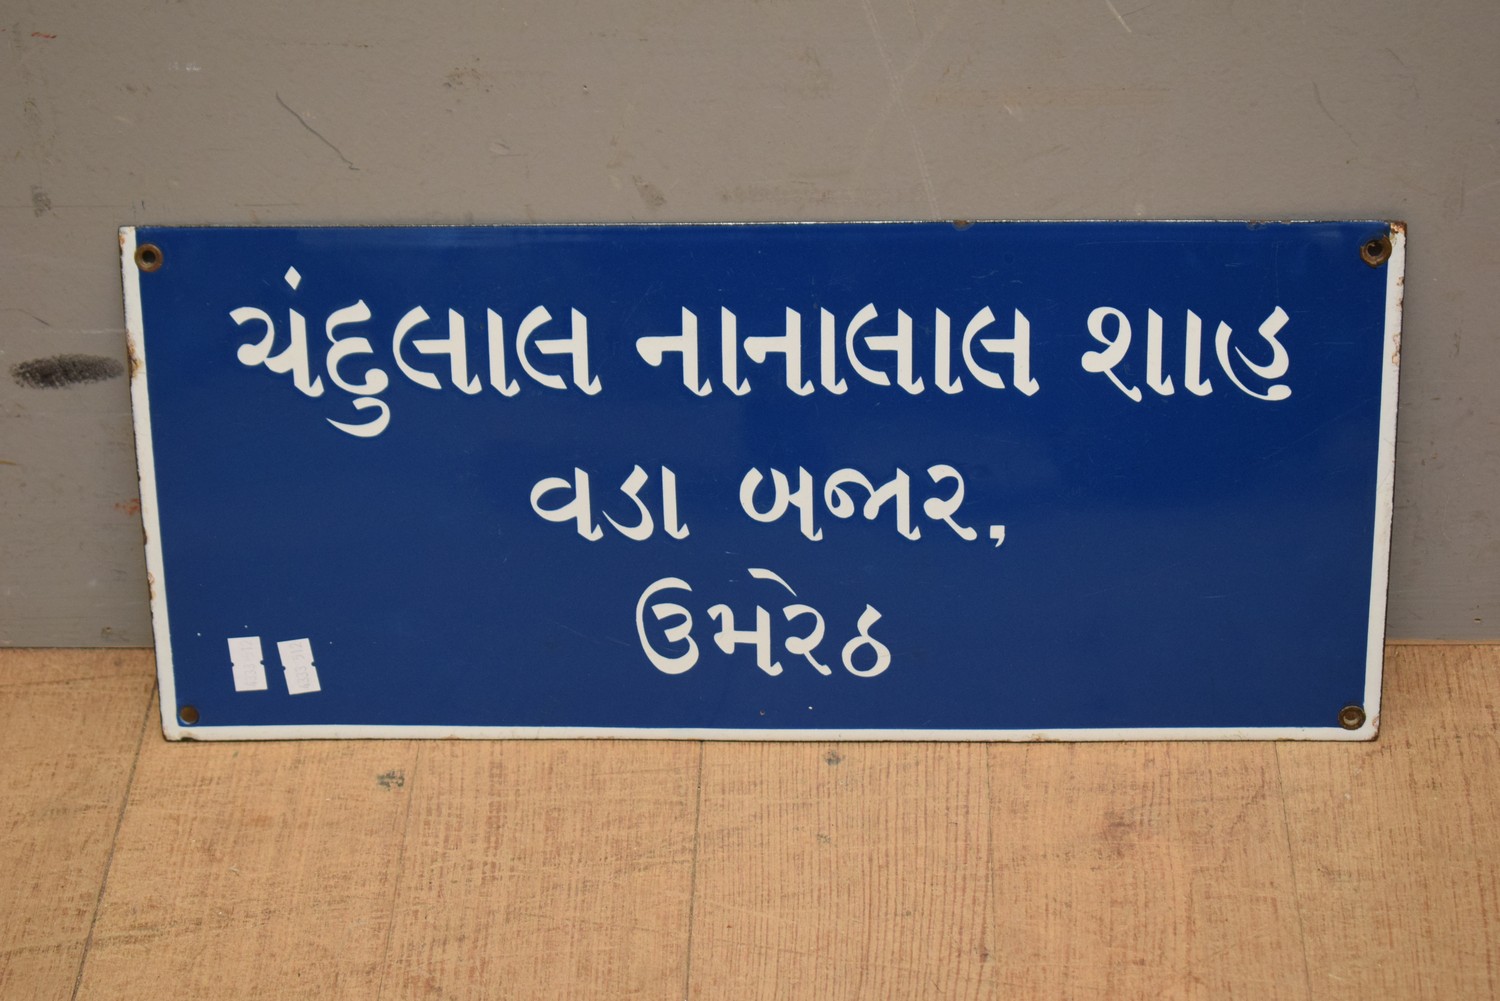 ચંદુલાલ નાનાલાલ શાહ
વડા બજાર,
ઉમરેઠ